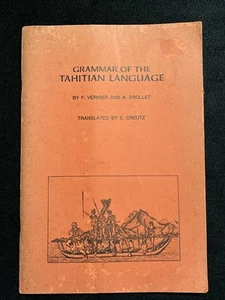 GRAMMAR OF THE
TAHITIAN LANGUAGE
BY F. VERNIER AND A. DROLLET
TRANSLATED BY E. CREUTZ